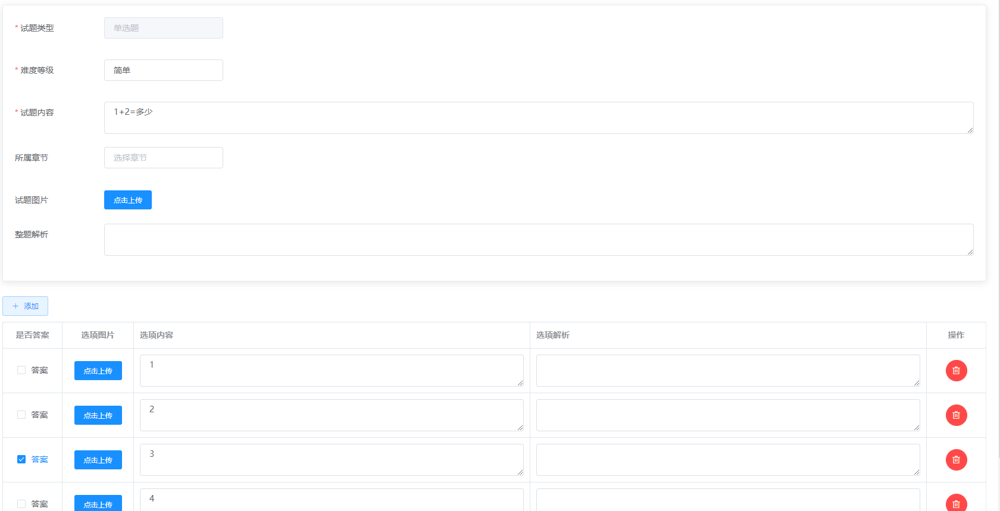 * 试题类型 单选题
* 难度等级 简单
* 试题内容 1+2=多少
所属章节 选择章节
试题图片 点击上传
整题解析
+ 添加
是否答案 选项图片 选项内容 选项解析 操作
答案 点击上传 1
答案 点击上传 2
答案 点击上传 3
答案 点击上传 4